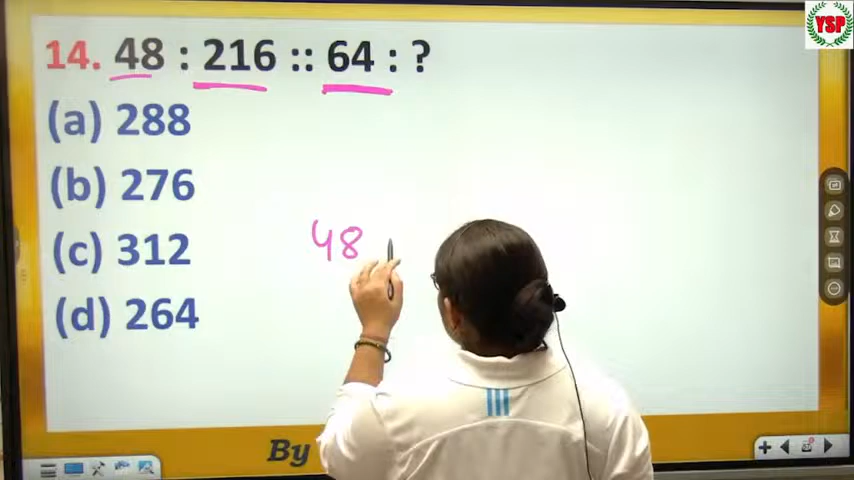 YSP
14. 48 : 216 :: 64 : ?
(a) 288
(b) 276
(c) 312
(d) 264
48
By